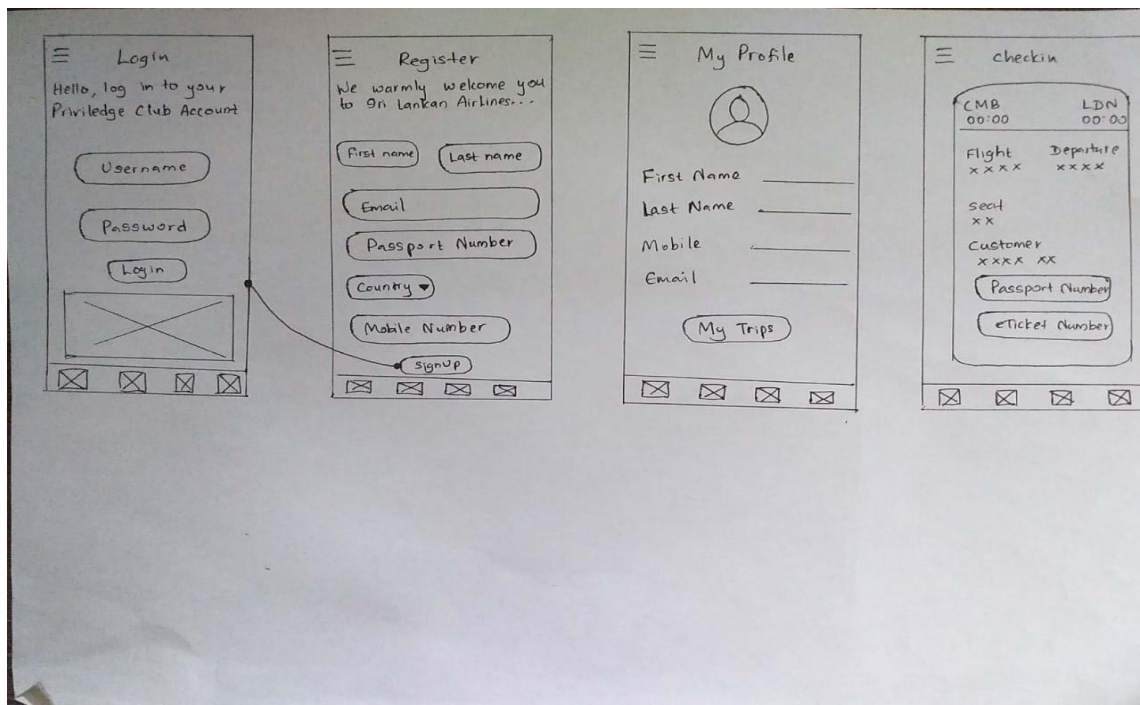 Login
Hello, log in to your
Priviledge Club Account
Username
Password
Login
Register
We warmly welcome you
to Sri Lankan Airlines...
First name Last name
Email
Passport Number
Country
Mobile Number
SignUp
My Profile
First Name
Last Name
Mobile
Email
My Trips
checkin
CMB LDN
00:00 00:00
Flight Departure
xxxx xxxx
seat
xx
Customer
xxxx xx
Passport Number
eTicket Number